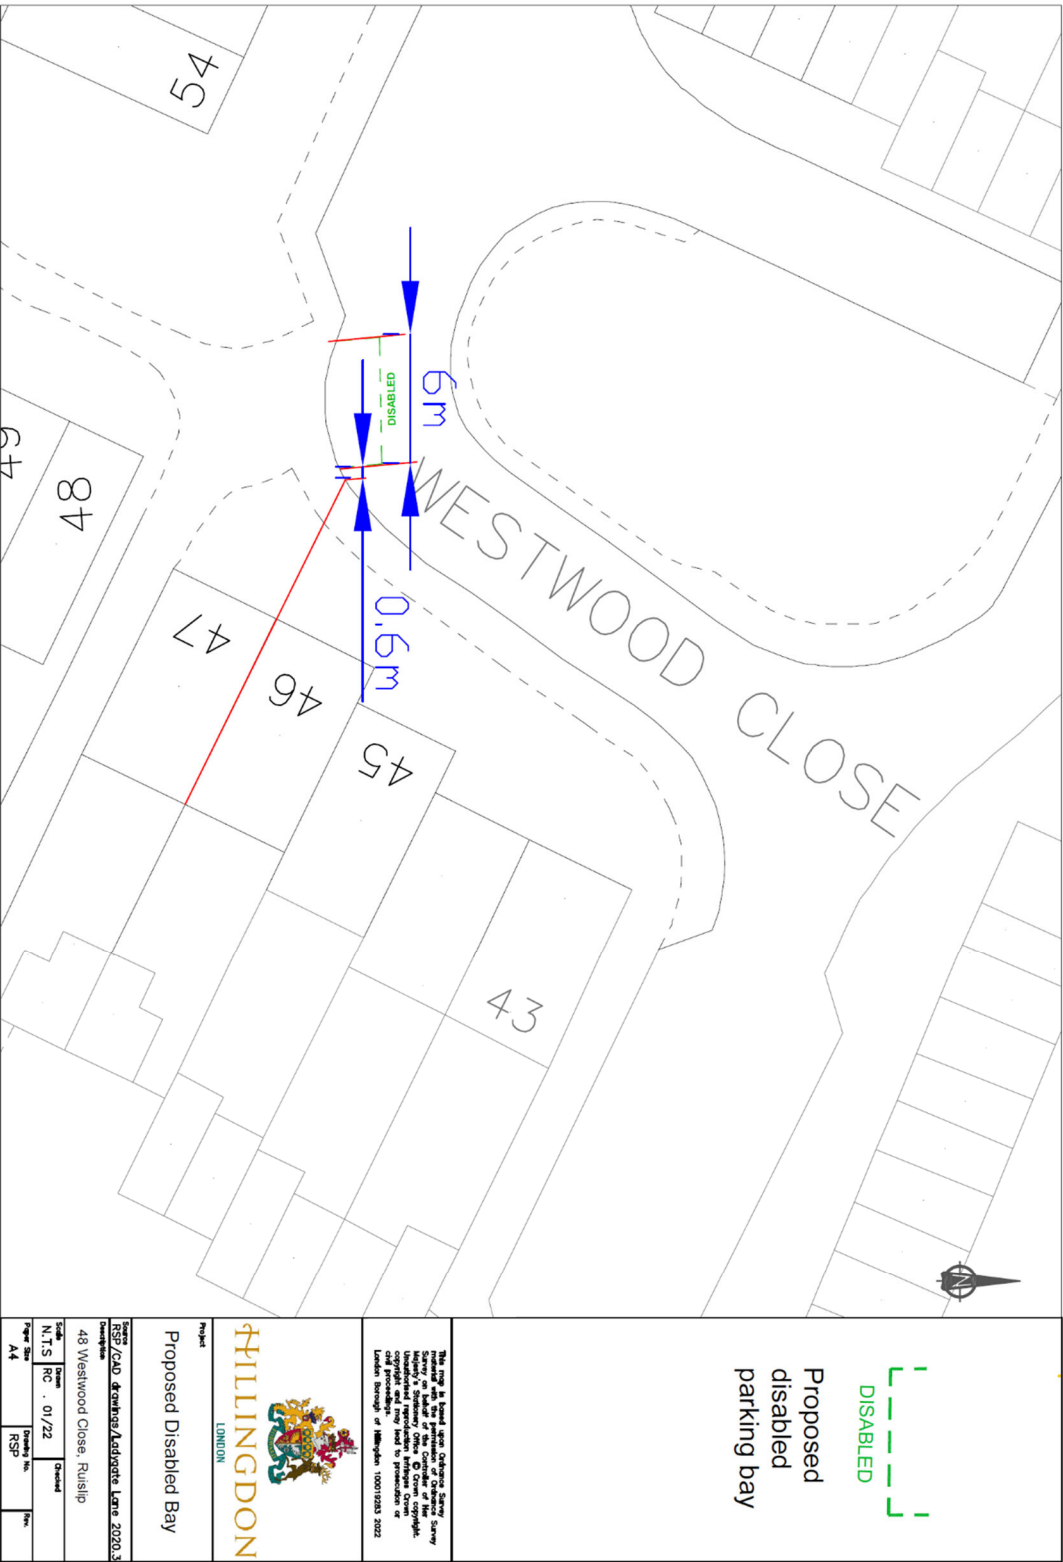 54
49
48
47
46
45
43
6m
0.6m
DISABLED
WESTWOOD CLOSE
N
DISABLED
Proposed
disabled
parking bay
This map is based upon Ordnance Survey
material with the permission of Ordnance Survey
on behalf of the Controller of Her
Majesty's Stationery Office © Crown copyright.
Unauthorised reproduction infringes Crown
copyright and may lead to prosecution or
civil proceedings.
London Borough of Hillingdon 100019283 2022
HILLINGDON
LONDON
Project
Proposed Disabled Bay
Source
RSP/CAD drawings/Ladygate Lane 2020.3
Description
48 Westwood Close, Ruislip
Scale
N.T.S
Drawn
RC . 01/22
Checked
Paper Size
A4
Drawing No.
RSP
Rev.